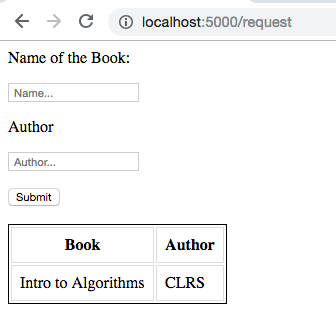 localhost:5000/request
Name of the Book:
Name...
Author
Author...
Submit
Book Author
Intro to Algorithms CLRS